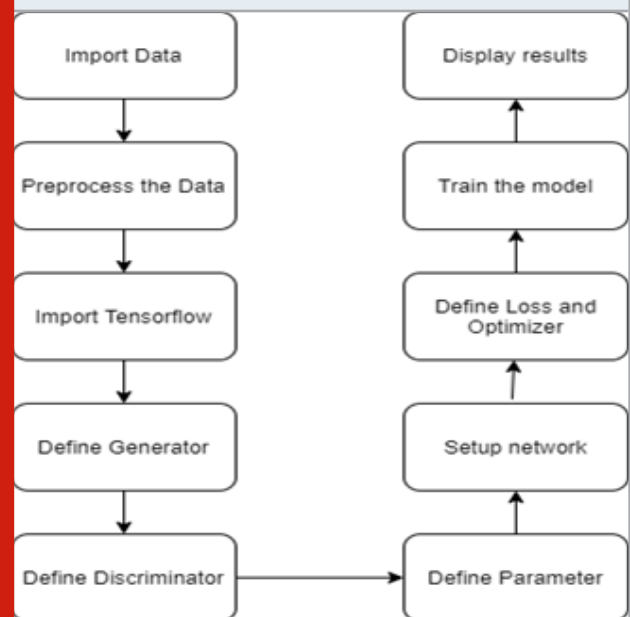 Import Data
Preprocess the Data
Import Tensorflow
Define Generator
Define Discriminator
Define Parameter
Setup network
Define Loss and
Optimizer
Train the model
Display results